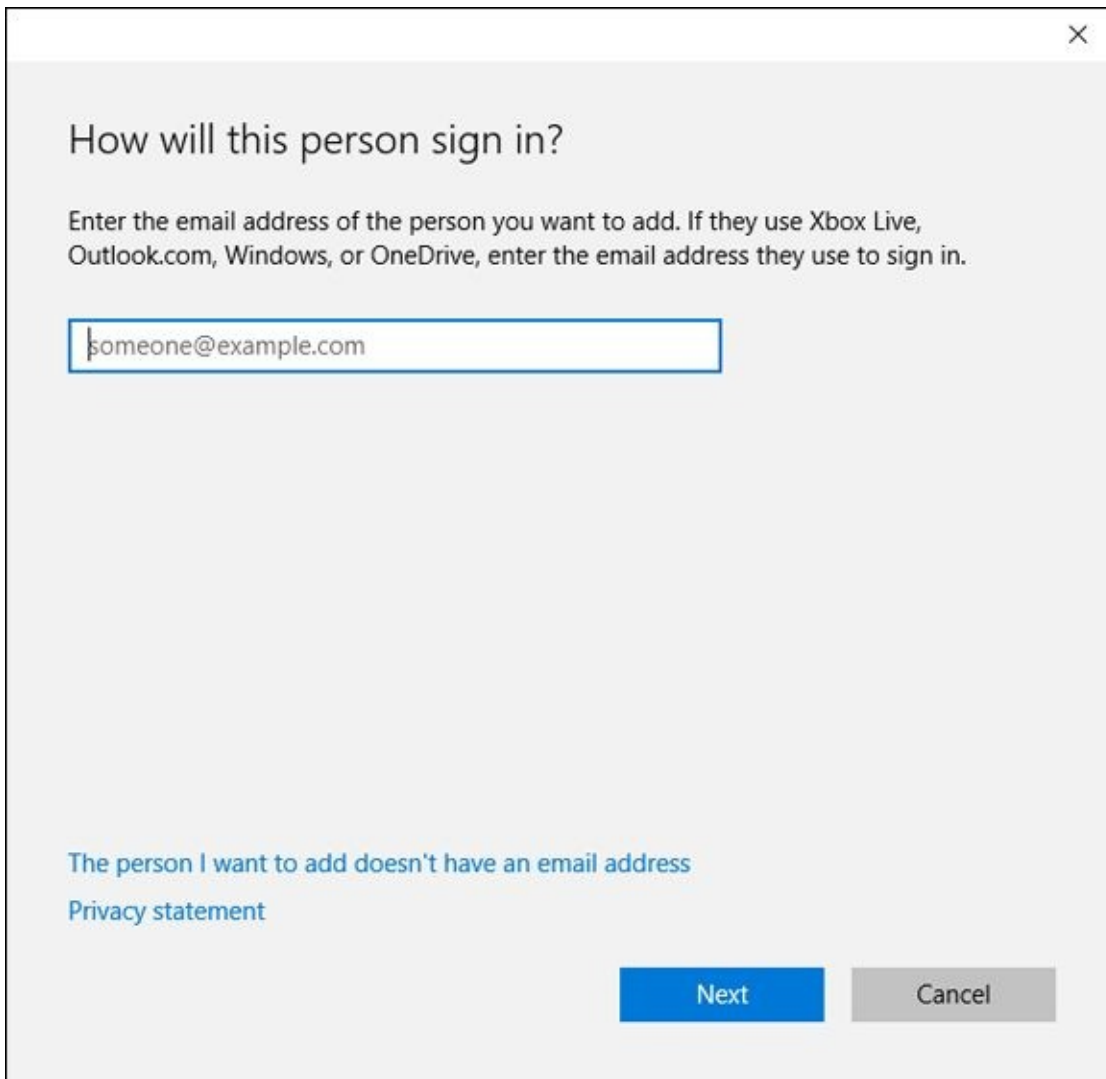 How will this person sign in?
Enter the email address of the person you want to add. If they use Xbox Live,
Outlook.com, Windows, or OneDrive, enter the email address they use to sign in.
someone@example.com
The person I want to add doesn't have an email address
Privacy statement
Next Cancel